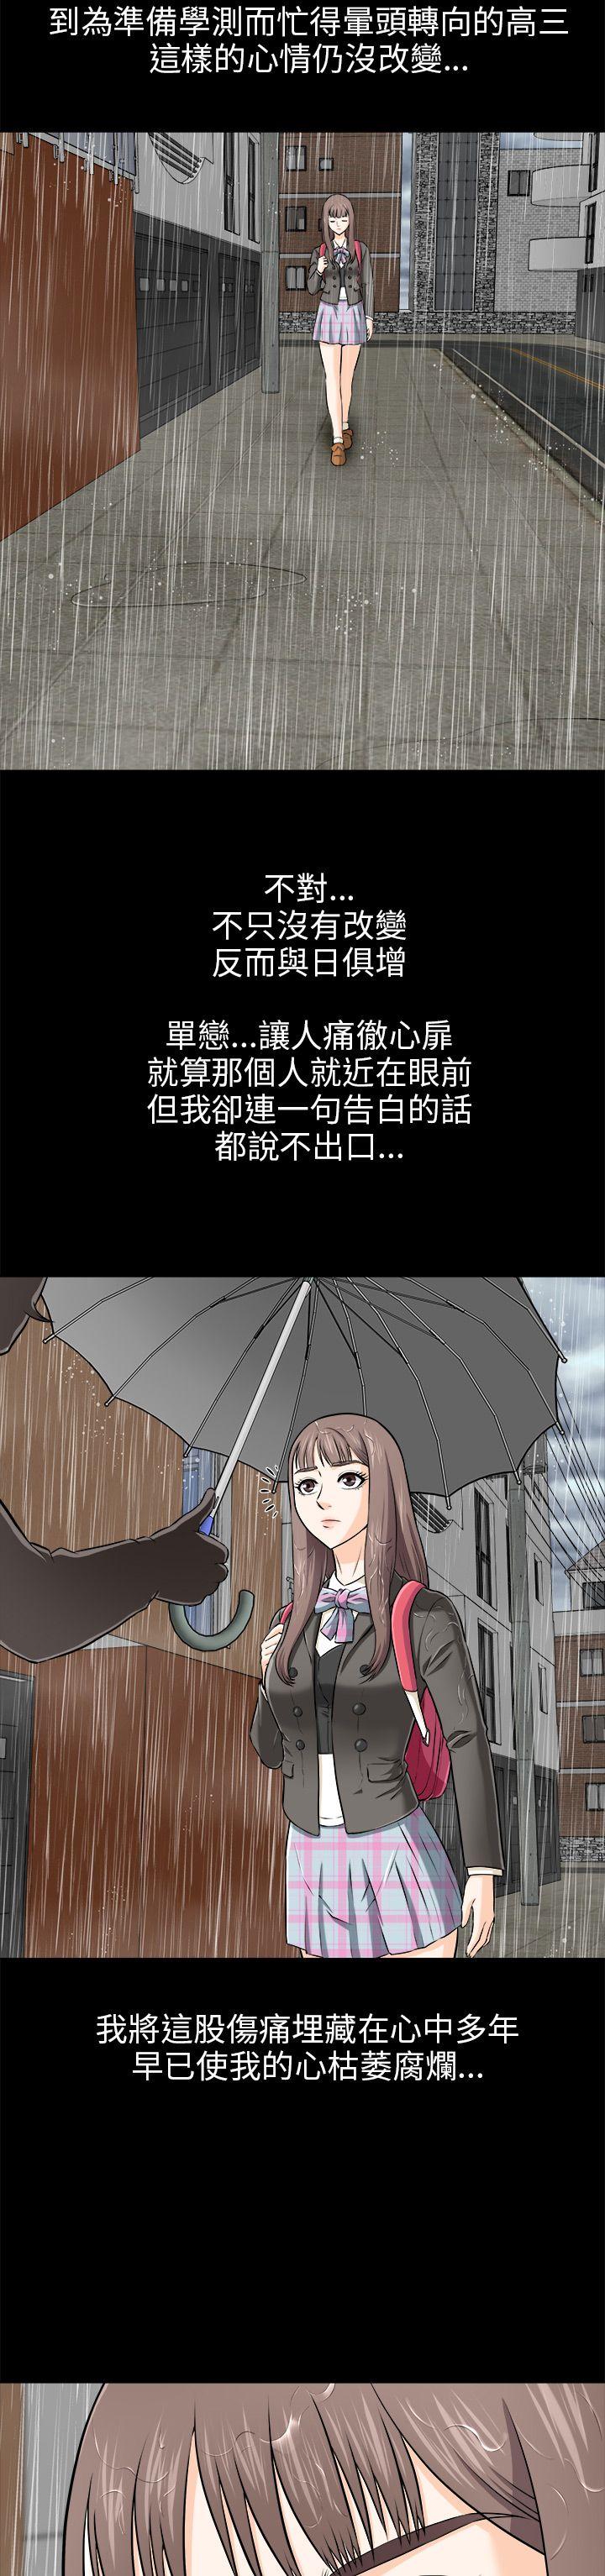 到為準備學測而忙得暈頭轉向的高三
這樣的心情仍沒改變...
不對...
不只沒有改變
反而與日俱增
單戀...讓人痛徹心扉
就算那個人就近在眼前
但我卻連一句告白的話
都說不出口...
我將這股傷痛埋藏在心中多年
早已使我的心枯萎腐爛...